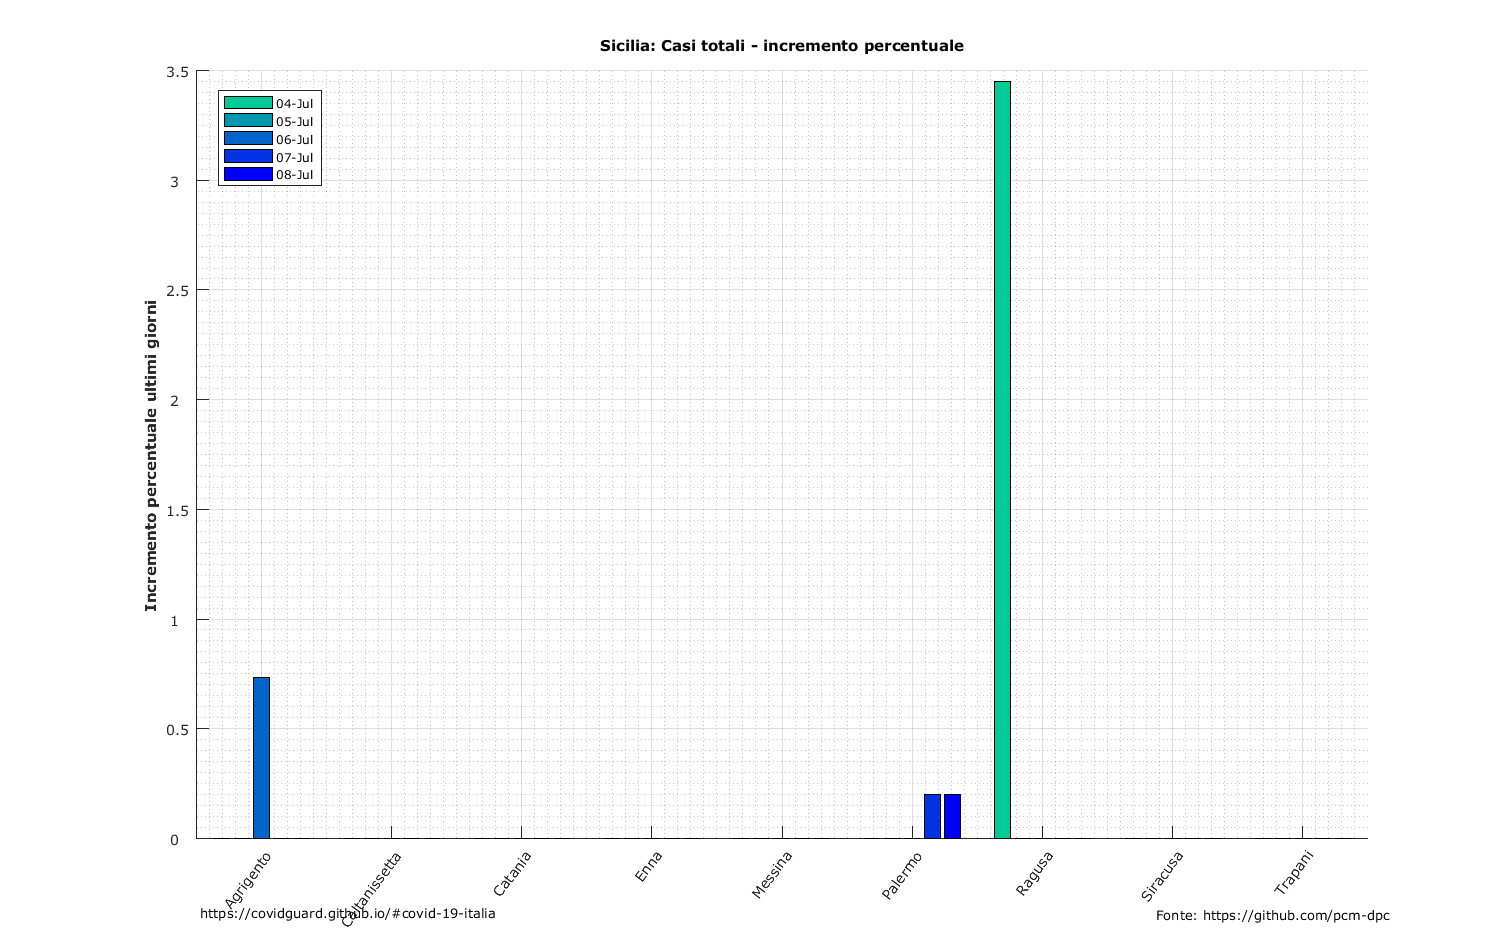 Sicilia: Casi totali - incremento percentuale
3.5
3
2.5
2
1.5
1
0.5
0
04-Jul
05-Jul
06-Jul
07-Jul
08-Jul
Incremento percentuale ultimi giorni
Agrigento
Caltanissetta
Catania
Enna
Messina
Palermo
Ragusa
Siracusa
Trapani
https://covidguard.github.io/#covid-19-italia
Fonte: https://github.com/pcm-dpc